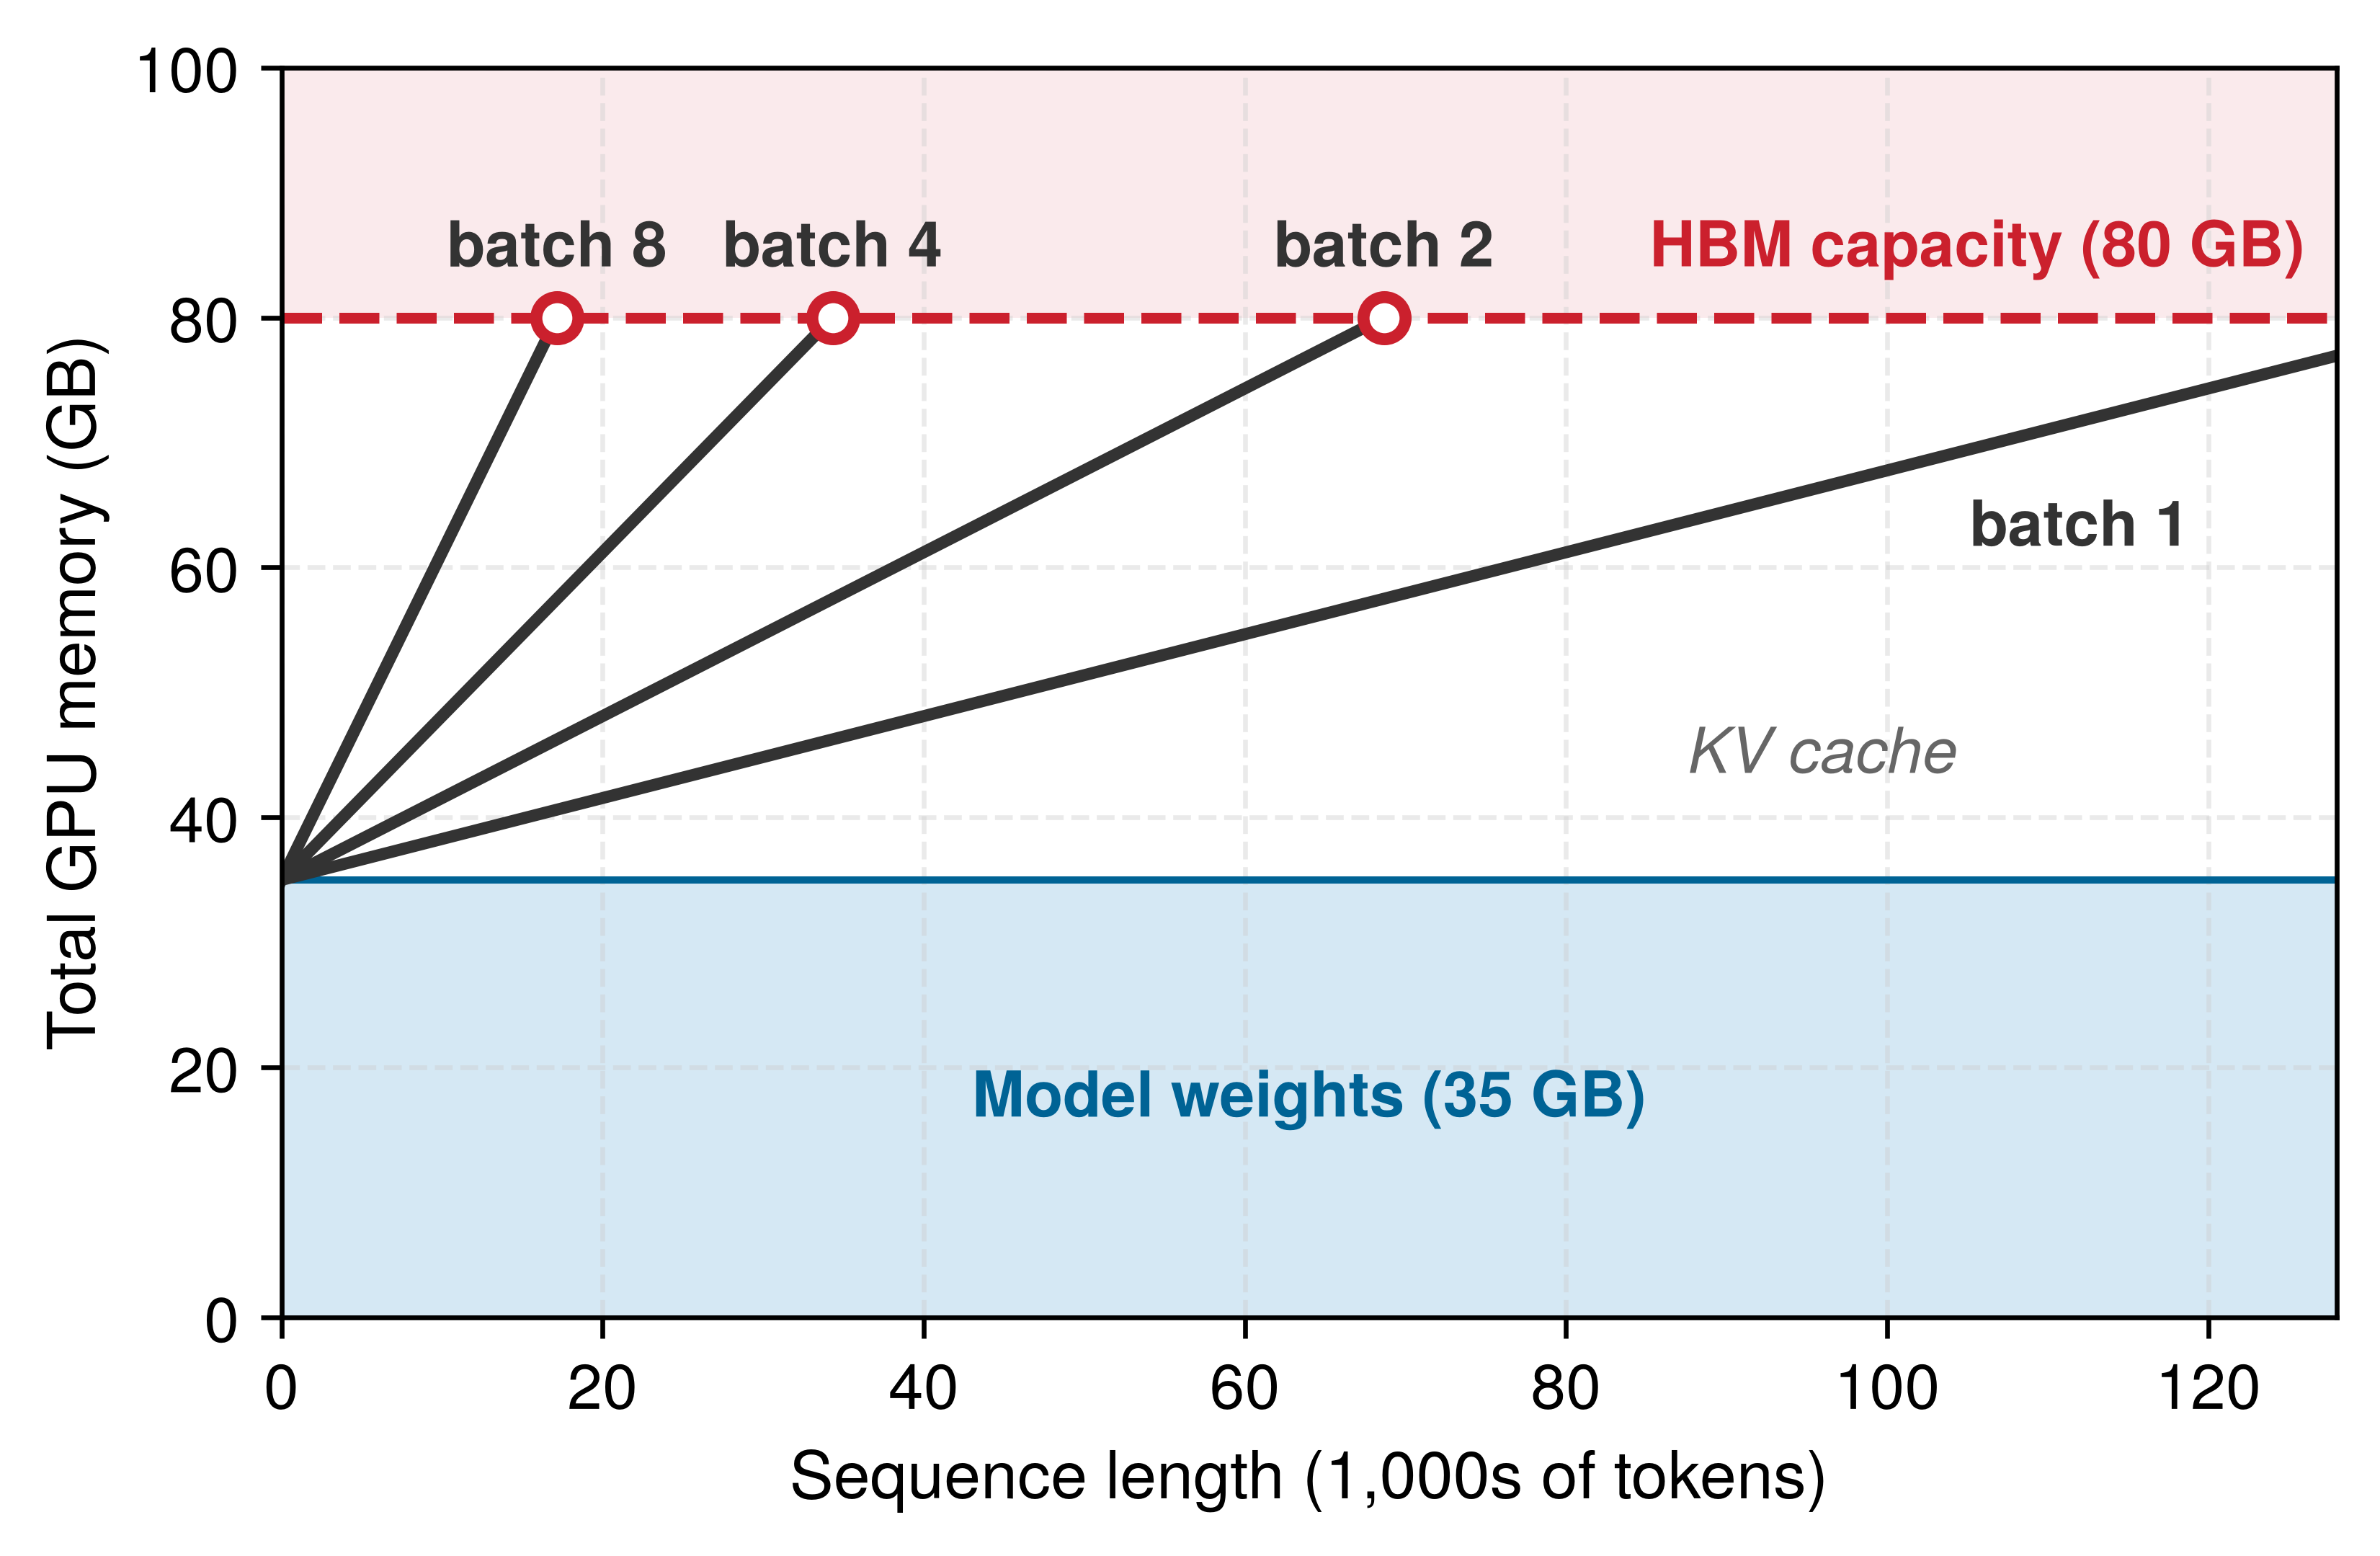 Total GPU memory (GB)
100
80
60
40
20
0
batch 8
batch 4
batch 2
HBM capacity (80 GB)
batch 1
KV cache
Model weights (35 GB)
0
20
40
60
80
100
120
Sequence length (1,000s of tokens)